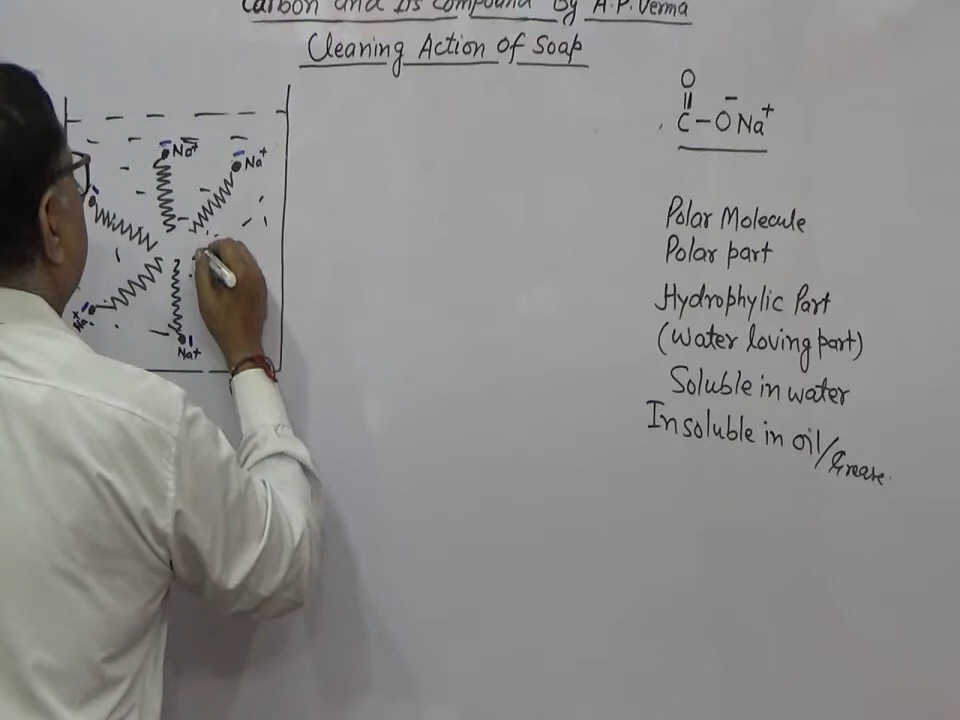 Carbon and Its Compound By A.P. Verma
Cleaning Action of Soap
O
C-O⁻ Na⁺
Na⁺
Na⁺
Na⁺
Na⁺
Polar Molecule
Polar part
Hydrophylic Part
(Water loving part)
Soluble in water
Insoluble in oil/Grease